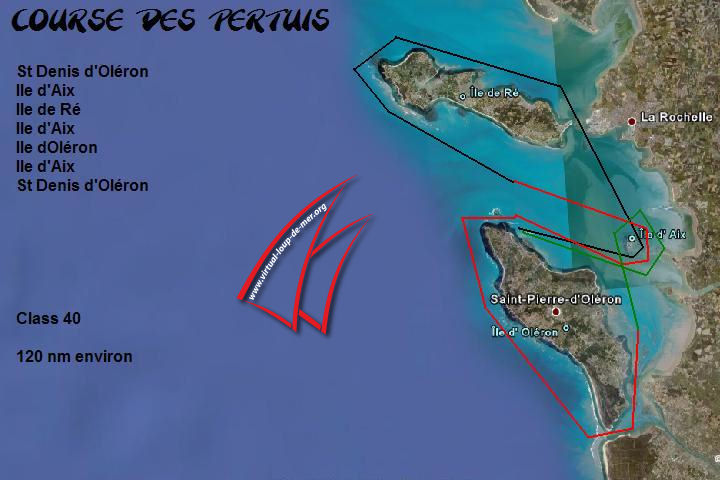 COURSE DES PERTUIS
St Denis d'Oléron
Ile d'Aix
Ile de Ré
Ile d'Aix
Ile dOléron
Ile d'Aix
St Denis d'Oléron
Class 40
120 nm environ
www.virtual-loup-de-mer.org
Île de Ré
La Rochelle
Île d' Aix
Saint-Pierre-d'Oléron
Île d' Oléron